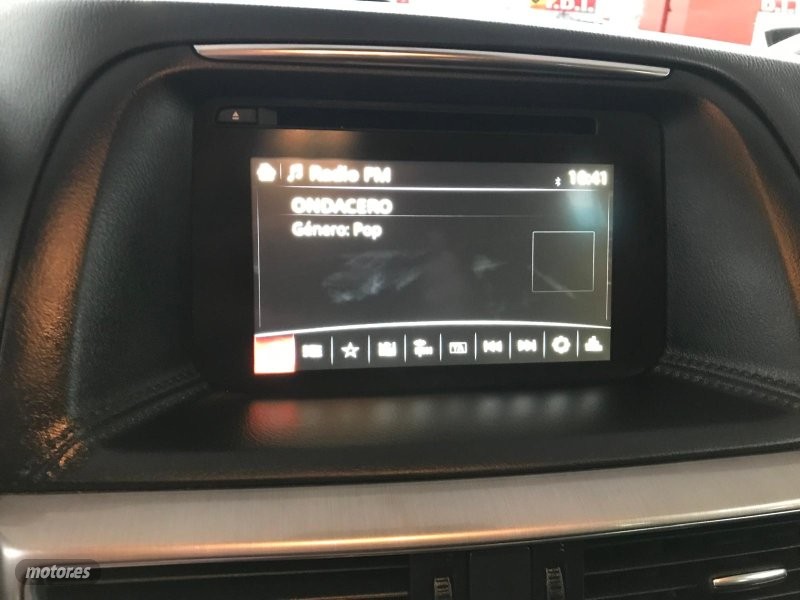 Radio FM 10:41
ONDACERO
Género: Pop
motor.es